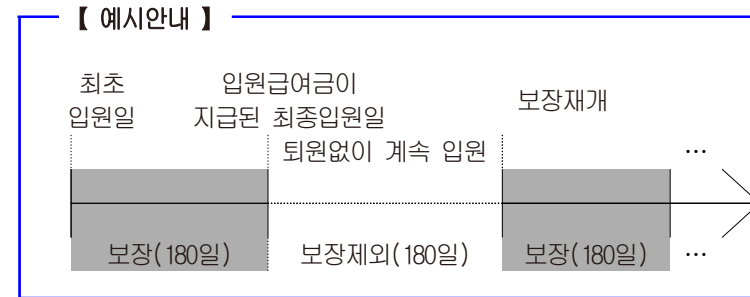 【 예시안내 】
최초
입원일
입원급여금이
지급된 최종입원일
보장재개
퇴원없이 계속 입원
…
보장(180일)
보장제외(180일)
보장(180일)
…